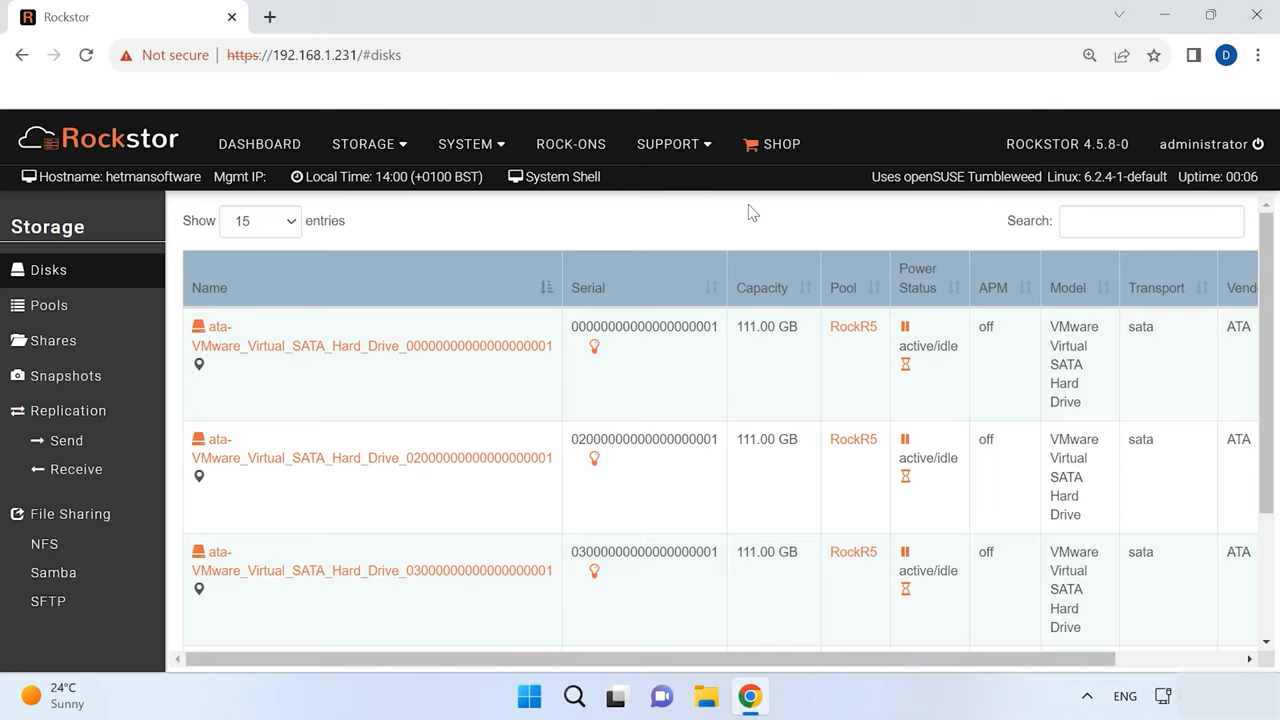 Rockstor
Not secure https://192.168.1.231/#disks D
Rockstor DASHBOARD STORAGE SYSTEM ROCK-ONS SUPPORT SHOP ROCKSTOR 4.5.8-0 administrator
Hostname: hetmansoftware Mgmt IP: Local Time: 14:00 (+0100 BST) System Shell Uses openSUSE Tumbleweed Linux: 6.2.4-1-default Uptime: 00:06
Storage
Disks
Pools
Shares
Snapshots
Replication
Send
Receive
File Sharing
NFS
Samba
SFTP
Show 15 entries Search:
Name Serial Capacity Pool Power Status APM Model Transport Vend
ata- 00000000000000000001 111.00 GB RockR5 off VMware sata ATA
VMware_Virtual_SATA_Hard_Drive_00000000000000000001 active/idle Virtual
SATA
Hard
Drive
ata- 02000000000000000001 111.00 GB RockR5 off VMware sata ATA
VMware_Virtual_SATA_Hard_Drive_02000000000000000001 active/idle Virtual
SATA
Hard
Drive
ata- 03000000000000000001 111.00 GB RockR5 off VMware sata ATA
VMware_Virtual_SATA_Hard_Drive_03000000000000000001 active/idle Virtual
SATA
Hard
Drive
24°C
Sunny
ENG